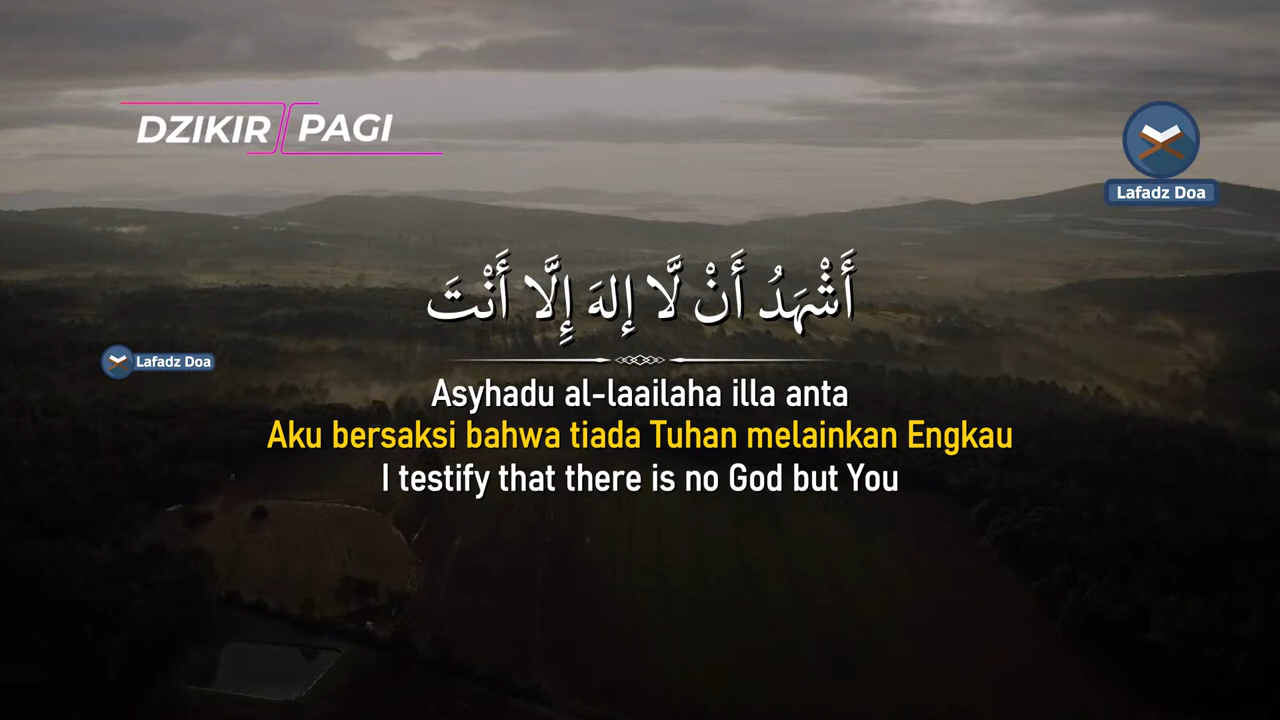 DZIKIR PAGI
Lafadz Doa
أَشْهَدُ أَنْ لَّا إِلهَ إِلَّا أَنْتَ
Lafadz Doa
Asyhadu al-laailaha illa anta
Aku bersaksi bahwa tiada Tuhan melainkan Engkau
I testify that there is no God but You